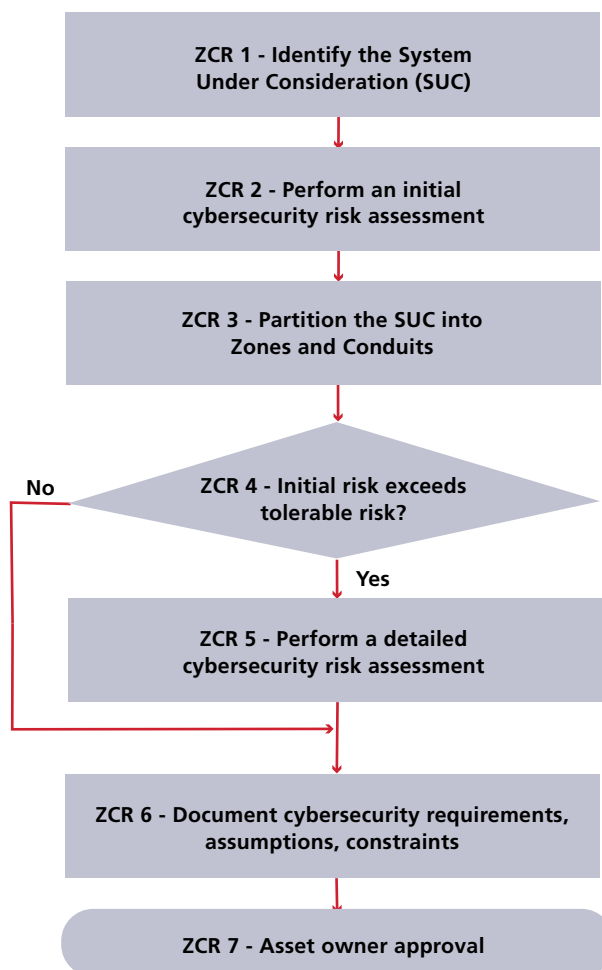 ZCR 1 - Identify the System
Under Consideration (SUC)
ZCR 2 - Perform an initial
cybersecurity risk assessment
ZCR 3 - Partition the SUC into
Zones and Conduits
ZCR 4 - Initial risk exceeds
tolerable risk?
No
Yes
ZCR 5 - Perform a detailed
cybersecurity risk assessment
ZCR 6 - Document cybersecurity requirements,
assumptions, constraints
ZCR 7 - Asset owner approval